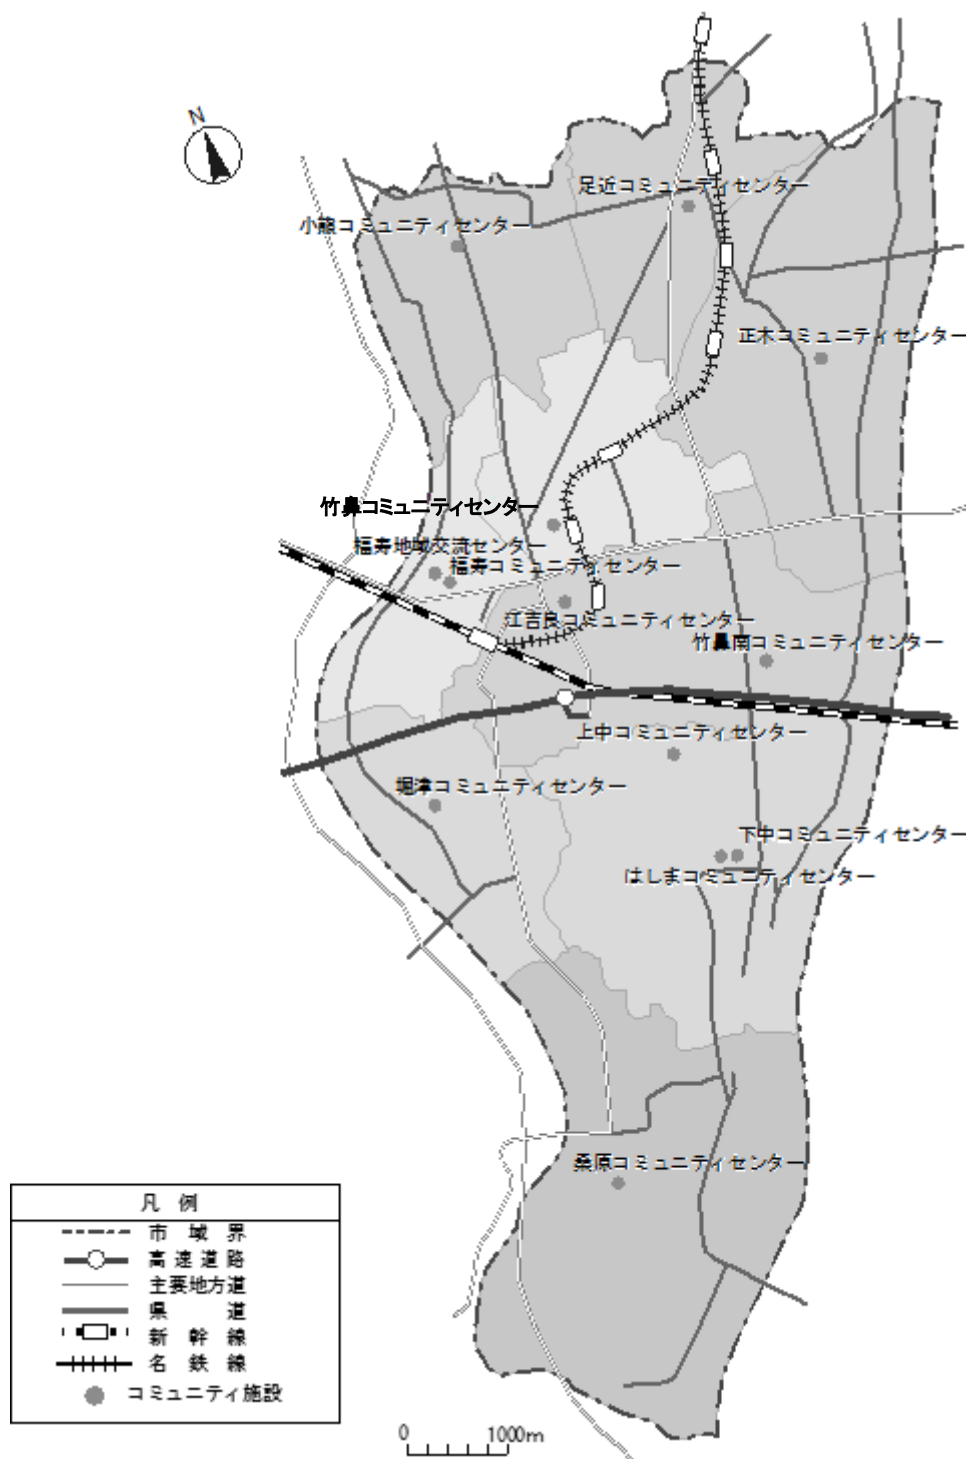 N
足近コミュニティセンター
小熊コミュニティセンター
正木コミュニティセンター
竹鼻コミュニティセンター
福寿地域交流センター
福寿コミュニティセンター
江吉良コミュニティセンター
竹鼻南コミュニティセンター
上中コミュニティセンター
堀津コミュニティセンター
下中コミュニティセンター
はしまコミュニティセンター
桑原コミュニティセンター
凡 例
市 域 界
高 速 道 路
主要地方道
県 道
新 幹 線
名 鉄 線
コミュニティ施設
0 1000m